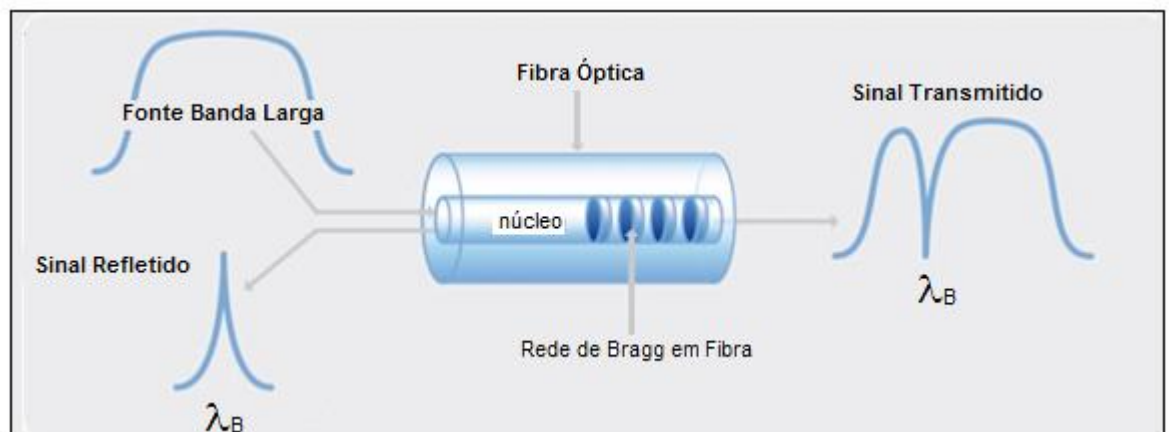 Fonte Banda Larga
Fibra Óptica
Sinal Transmitido
núcleo
Sinal Refletido
λB
Rede de Bragg em Fibra
λB